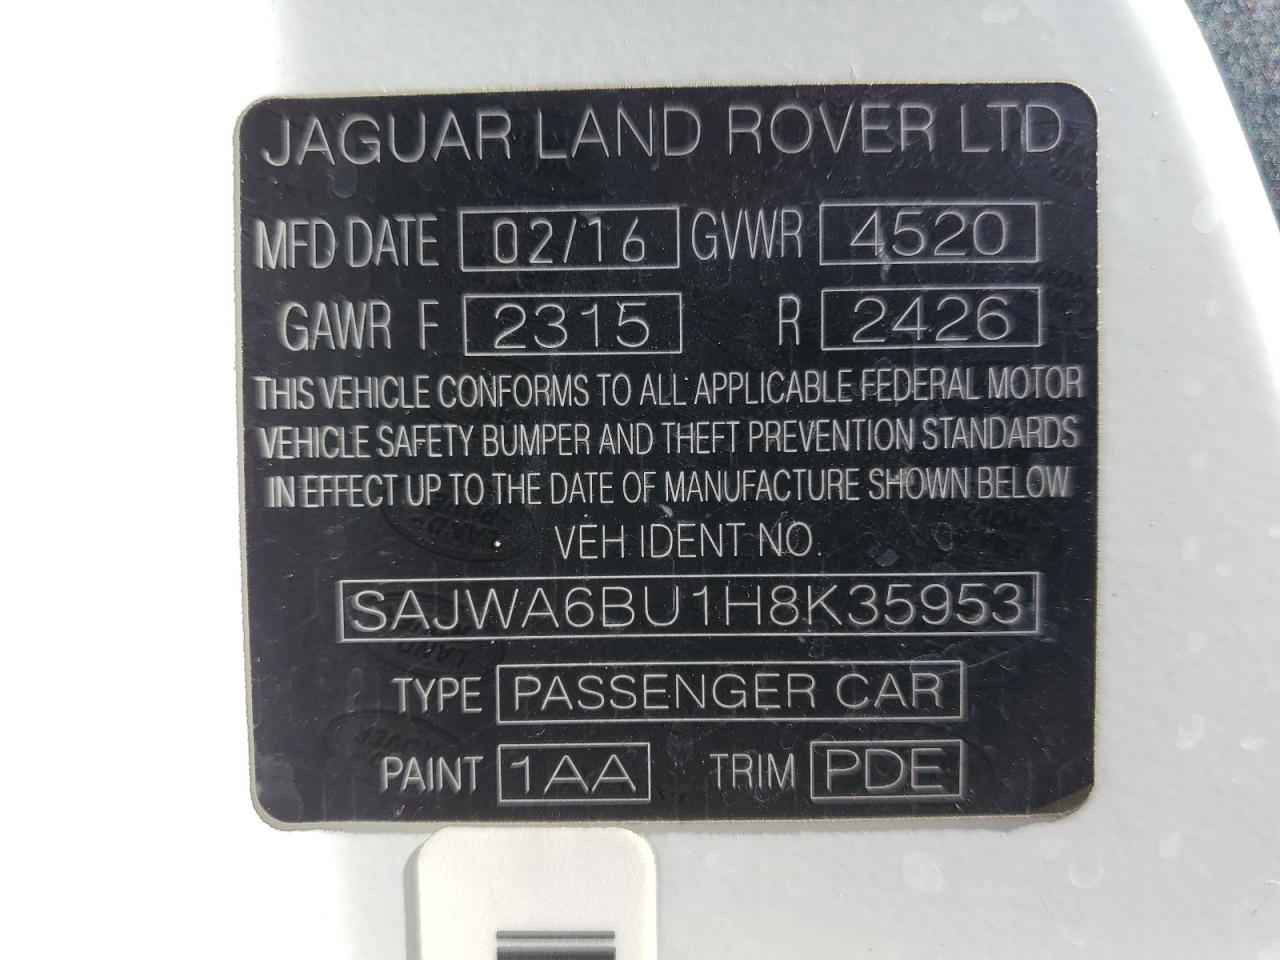 JAGUAR LAND ROVER LTD
MFD DATE 02/16 GVWR 4520
GAWR F 2315 R 2426
THIS VEHICLE CONFORMS TO ALL APPLICABLE FEDERAL MOTOR
VEHICLE SAFETY BUMPER AND THEFT PREVENTION STANDARDS
IN EFFECT UP TO THE DATE OF MANUFACTURE SHOWN BELOW
VEH IDENT NO.
SAJWA6BU1H8K35953
TYPE PASSENGER CAR
PAINT 1AA TRIM PDE